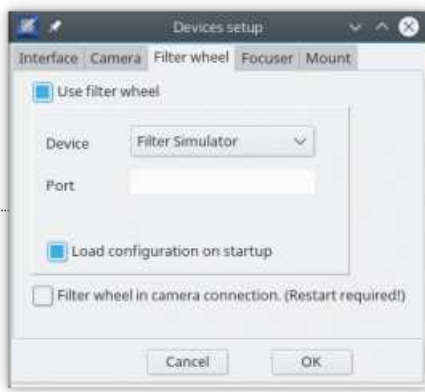 Devices setup
Interface Camera Filter wheel Focuser Mount
Use filter wheel
Device Filter Simulator
Port
Load configuration on startup
Filter wheel in camera connection. (Restart required!)
Cancel OK